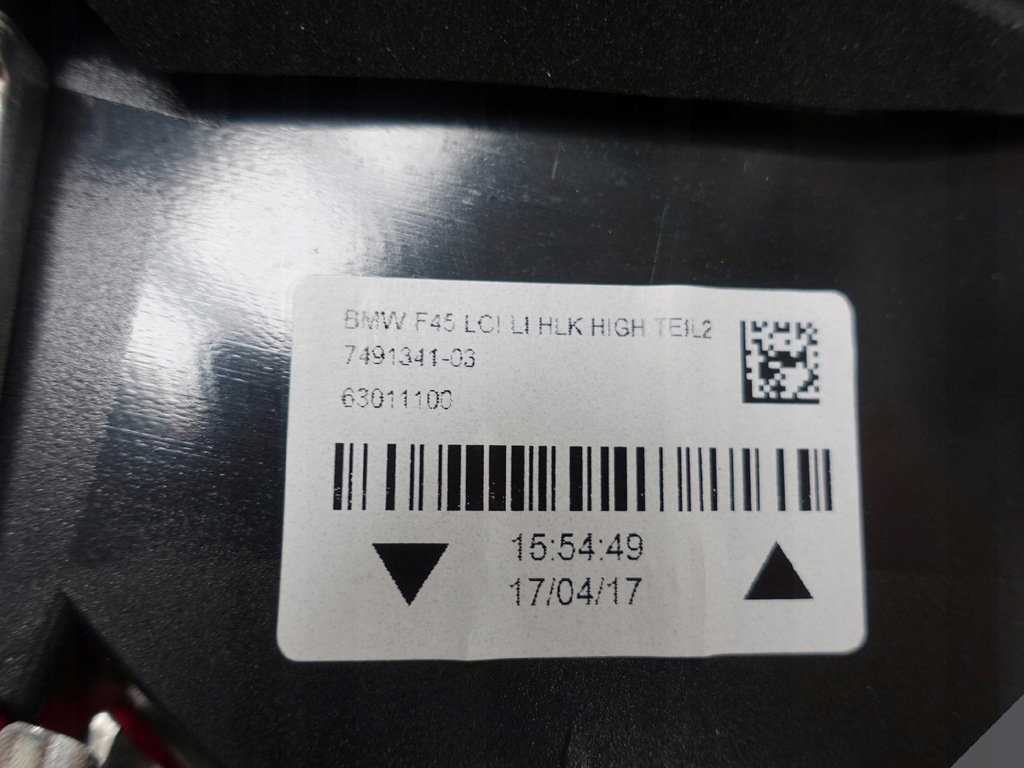 BMW F45 LCI LI HLK HIGH TEIL2
7491341-03
63011100
15:54:49
17/04/17